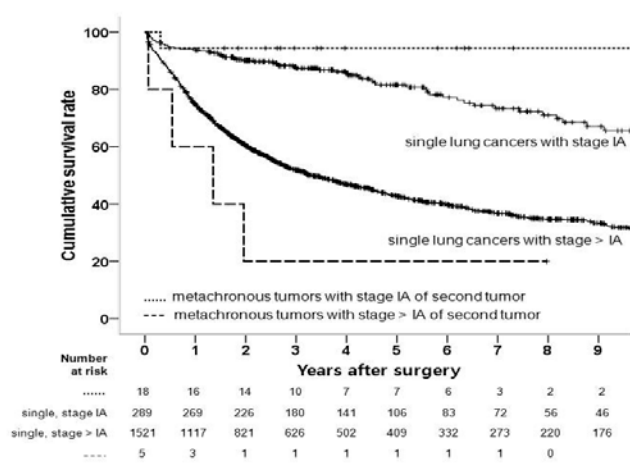 100
80
60
40
20
0
Cumulative survival rate
single lung cancers with stage IA
single lung cancers with stage > IA
...... metachronous tumors with stage IA of second tumor
---- metachronous tumors with stage > IA of second tumor
0 1 2 3 4 5 6 7 8 9
Number at risk
Years after surgery
...... 18 16 14 10 7 7 6 3 2 2
single, stage IA 289 269 226 180 141 106 83 72 56 46
single, stage > IA 1521 1117 821 626 502 409 332 273 220 176
---- 5 3 1 1 1 1 1 1 0